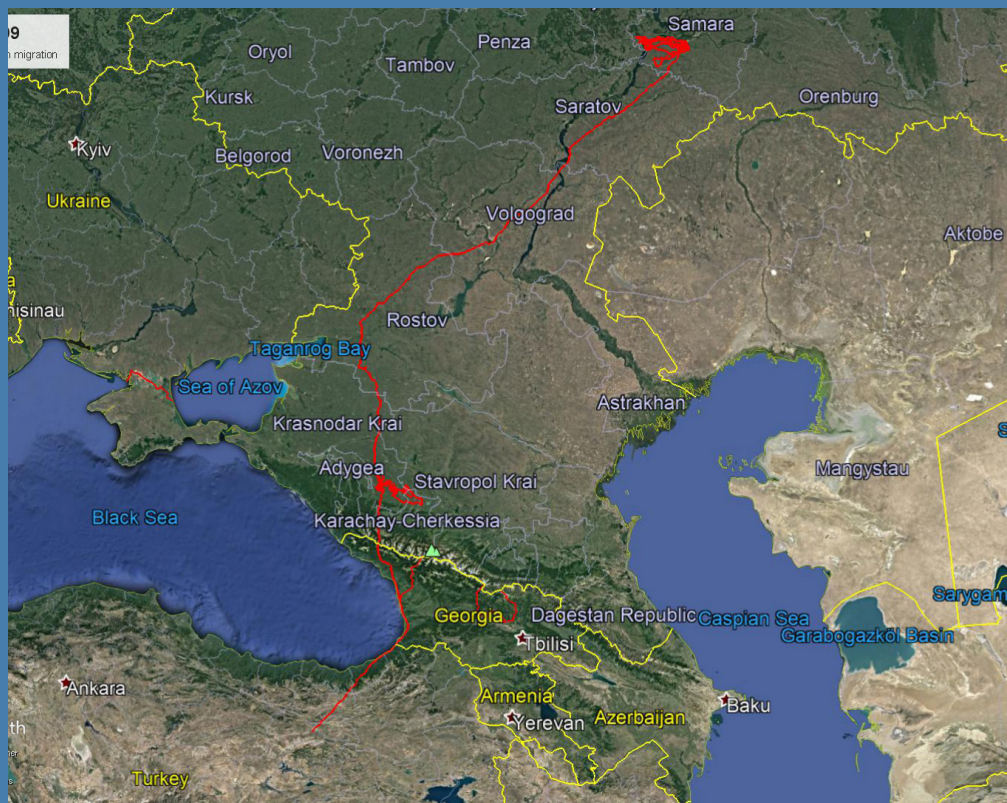 09
n migration
Samara
Penza
Oryol
Tambov
Orenburg
Kursk
Saratov
Kyiv
Belgorod
Voronezh
Ukraine
Volgograd
Aktobe
a
nisinau
Rostov
Taganrog Bay
Sea of Azov
Astrakhan
Krasnodar Krai
S
Adygea
Stavropol Krai
Mangystau
Black Sea
Karachay-Cherkessia
Sarygam
Georgia
Dagestan Republic
Caspian Sea
Garabogazköl Basin
Tbilisi
Ankara
Armenia
Baku
Yerevan
Azerbaijan
th
Turkey